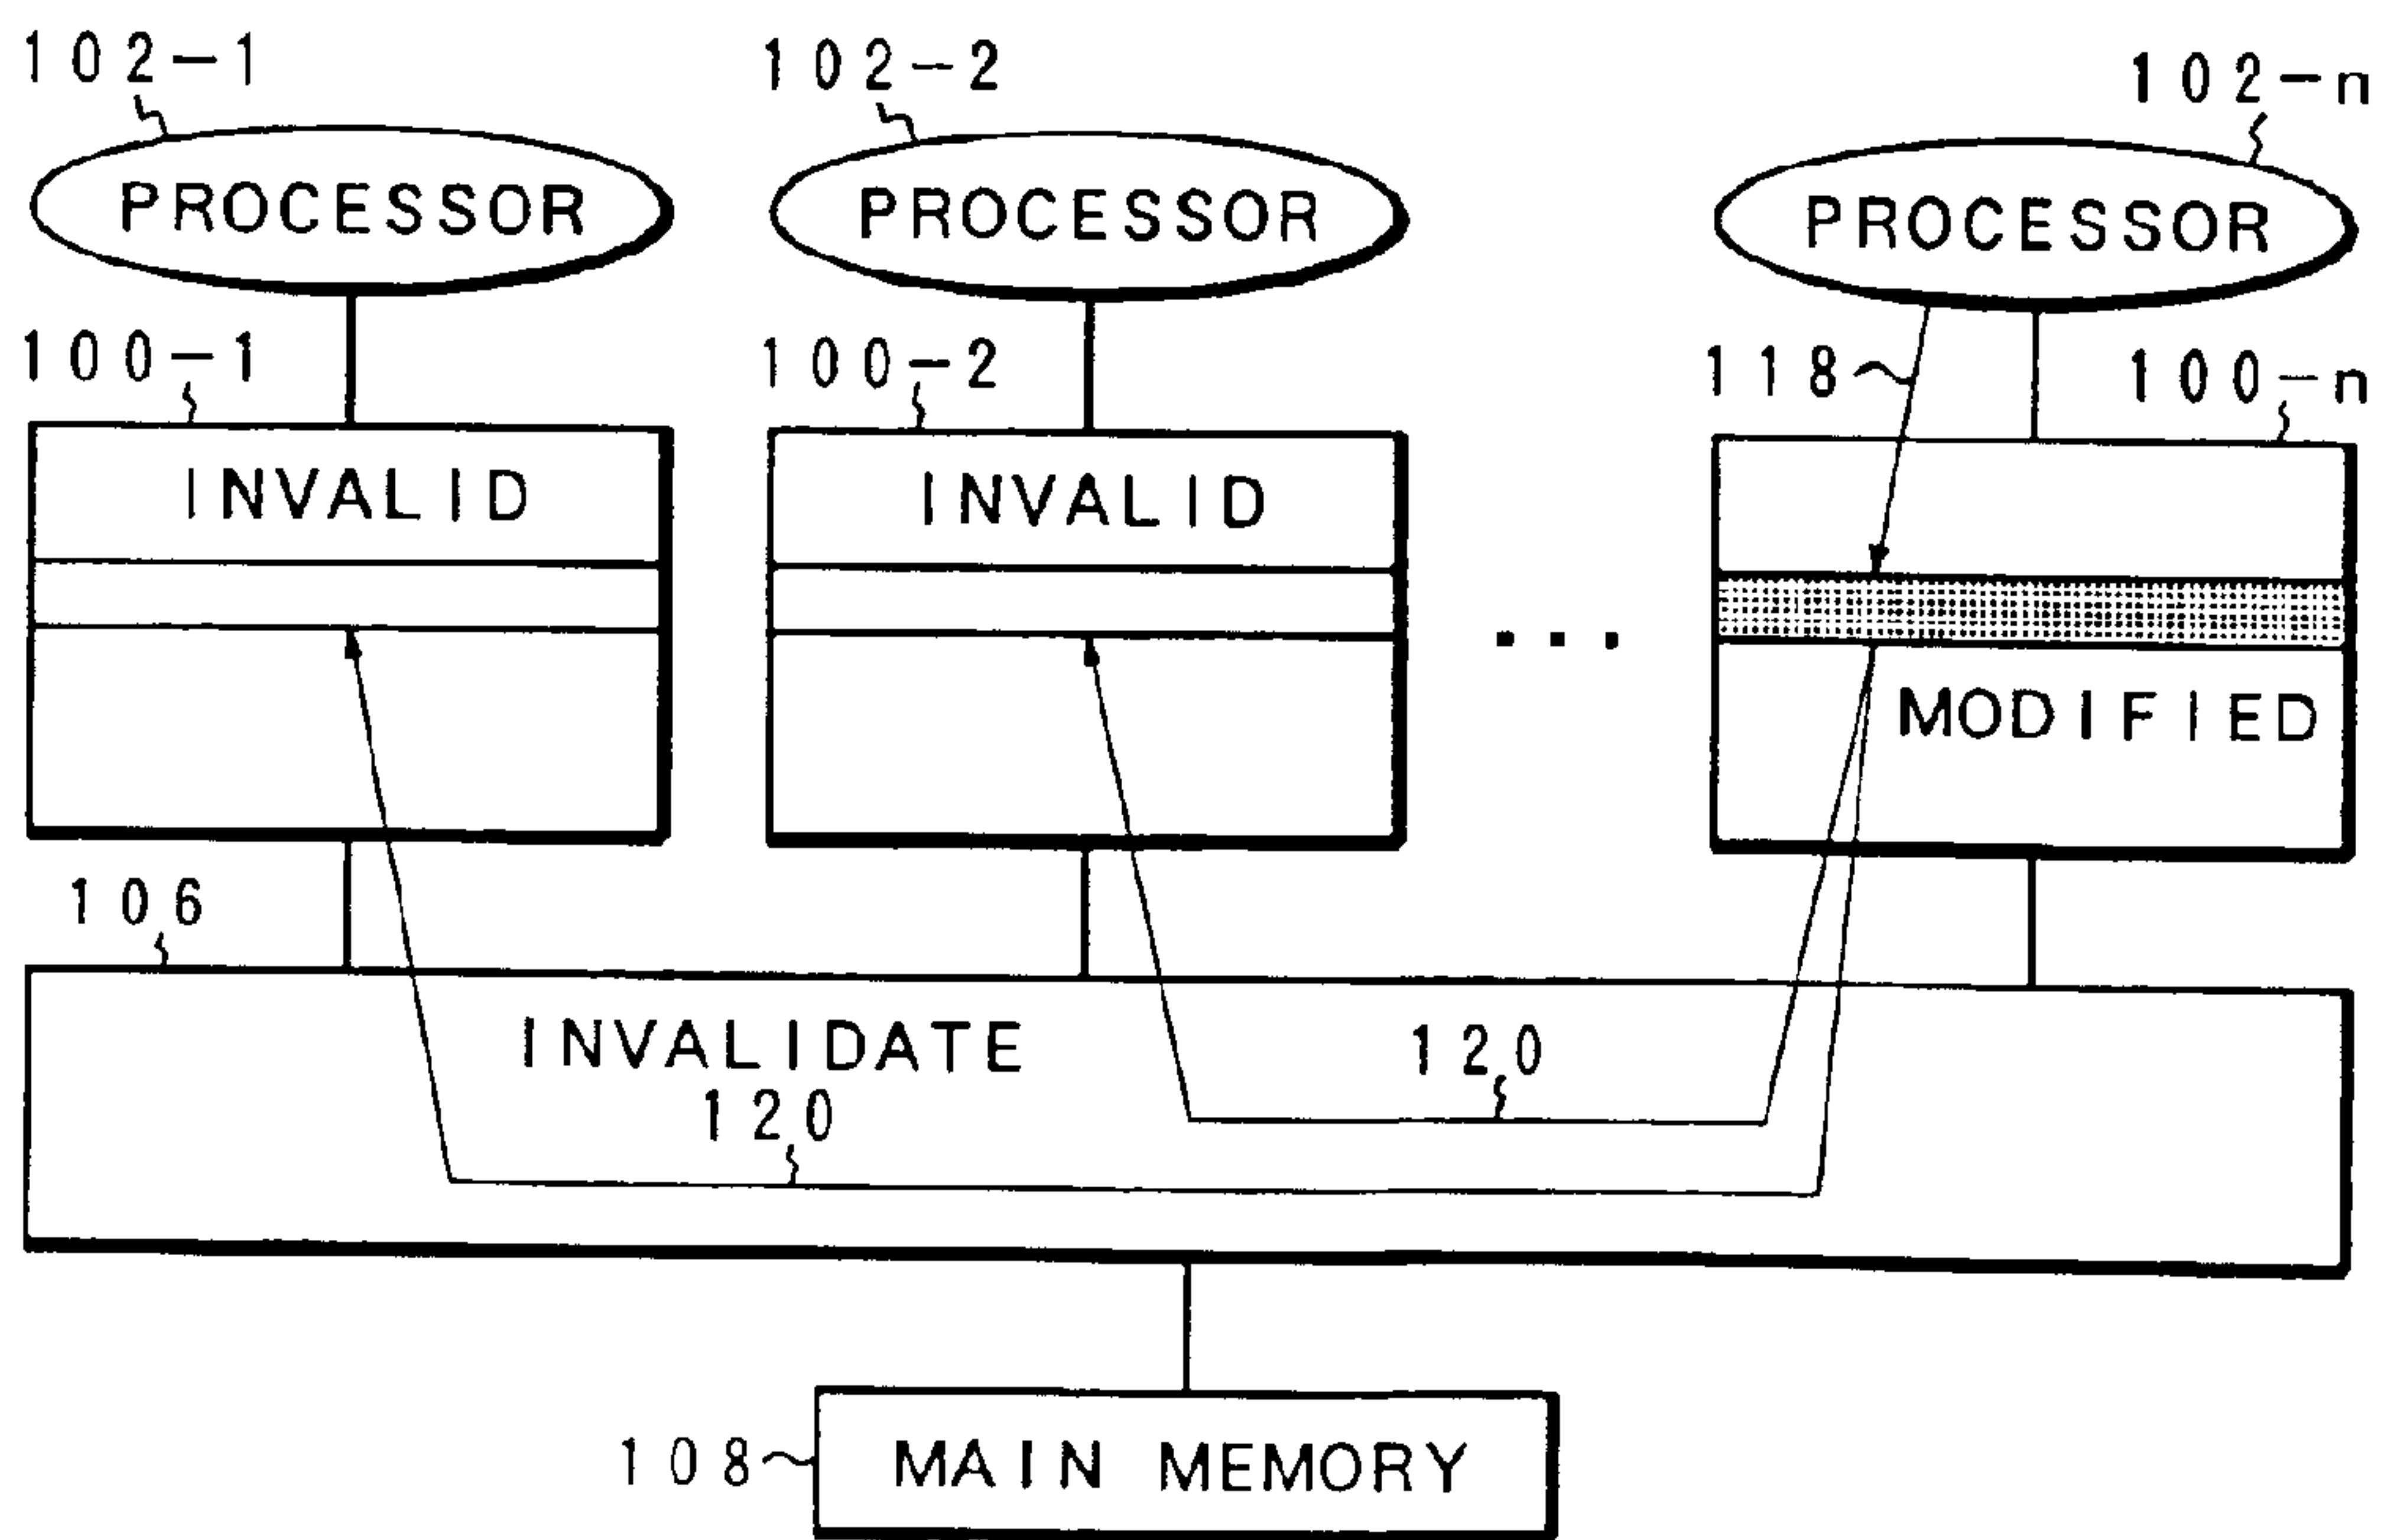 102-1
102-2
102-n
PROCESSOR
PROCESSOR
PROCESSOR
100-1
100-2
118
100-n
INVALID
INVALID
MODIFIED
106
INVALIDATE
120
120
108
MAIN MEMORY